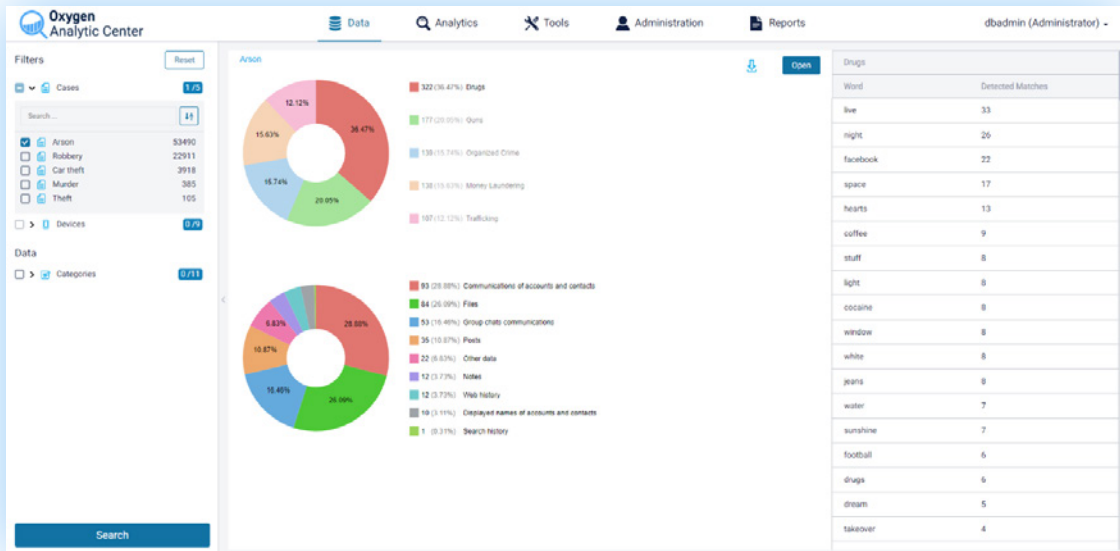 Oxygen
Analytic Center
Data
Analytics
Tools
Administration
Reports
dbadmin (Administrator)
Filters
Reset
Cases
1/5
Search...
Arson 53490
Robbery 22911
Car theft 3918
Murder 385
Theft 105
Devices
0/9
Data
Categories
0/11
Search
Arson
Open
12.12%
36.47%
15.63%
15.74%
20.05%
322 (36.47%) Drugs
177 (20.05%) Guns
139 (15.74%) Organized Crime
138 (15.63%) Money Laundering
107 (12.12%) Trafficking
28.88%
6.83%
10.87%
16.46%
26.09%
93 (28.88%) Communications of accounts and contacts
84 (26.09%) Files
53 (16.46%) Group chats communications
35 (10.87%) Posts
22 (6.83%) Other data
12 (3.73%) Notes
12 (3.73%) Web history
10 (3.11%) Displayed names of accounts and contacts
1 (0.31%) Search history
Drugs
Word Detected Matches
live 33
night 26
facebook 22
space 17
hearts 13
coffee 9
stuff 8
light 8
cocaine 8
window 8
white 8
jeans 8
water 7
sunshine 7
football 6
drugs 6
dream 5
takeover 4